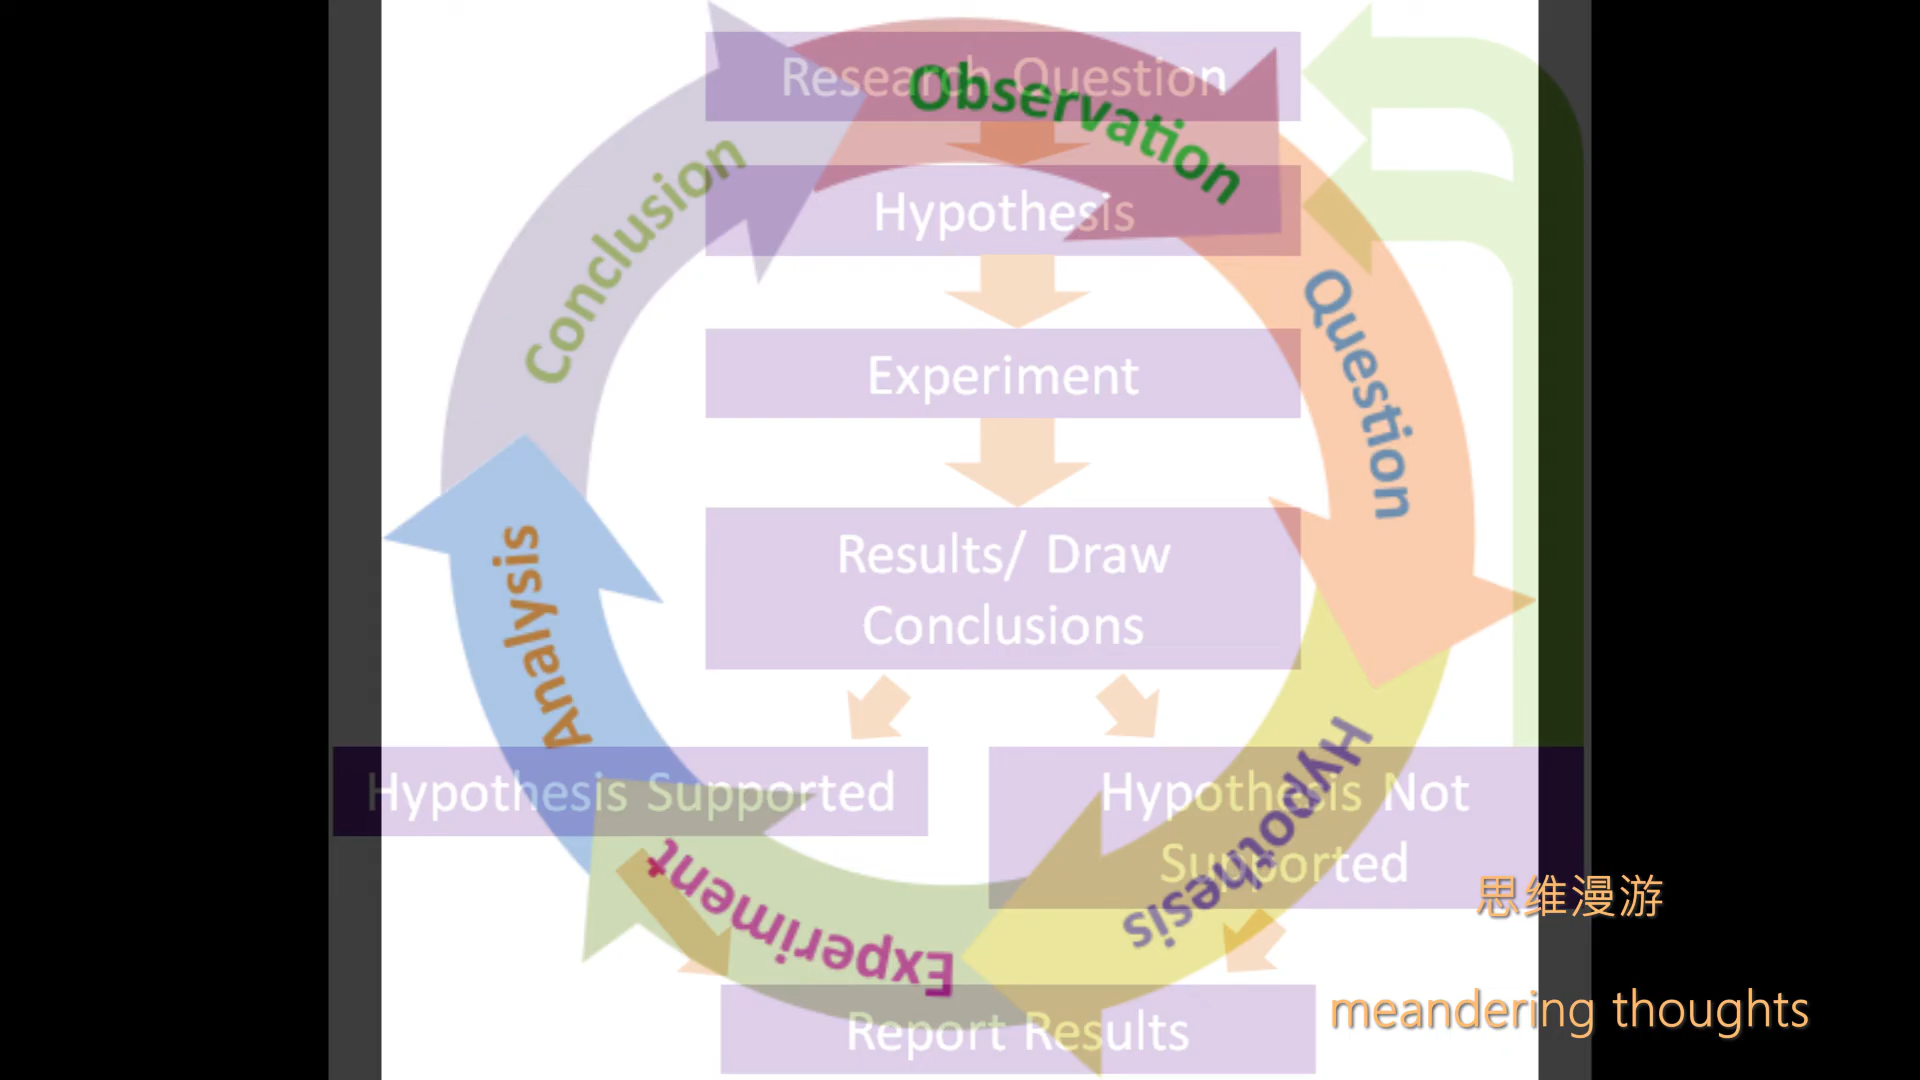 Research Question
Observation
Hypothesis
Conclusion
Question
Experiment
Results/ Draw
Conclusions
Analysis
Hypothesis
Hypothesis Supported
Hypothesis Not
Supported
Experiment
Report Results
思维漫游
meandering thoughts